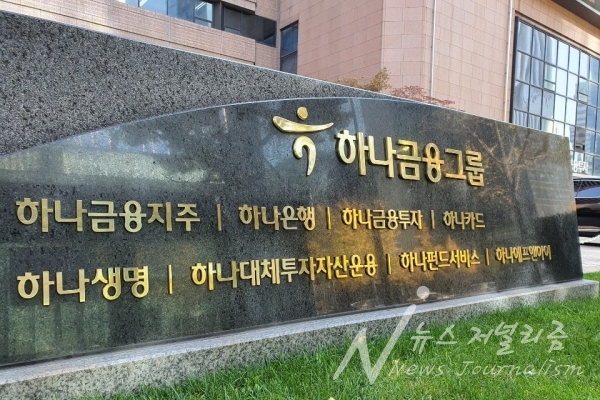 하나금융그룹
하나금융지주 | 하나은행 | 하나금융투자 | 하나카드
하나생명 | 하나대체투자자산운용 | 하나펀드서비스 | 하나에프앤아이
뉴스 저널리즘
News Journalism